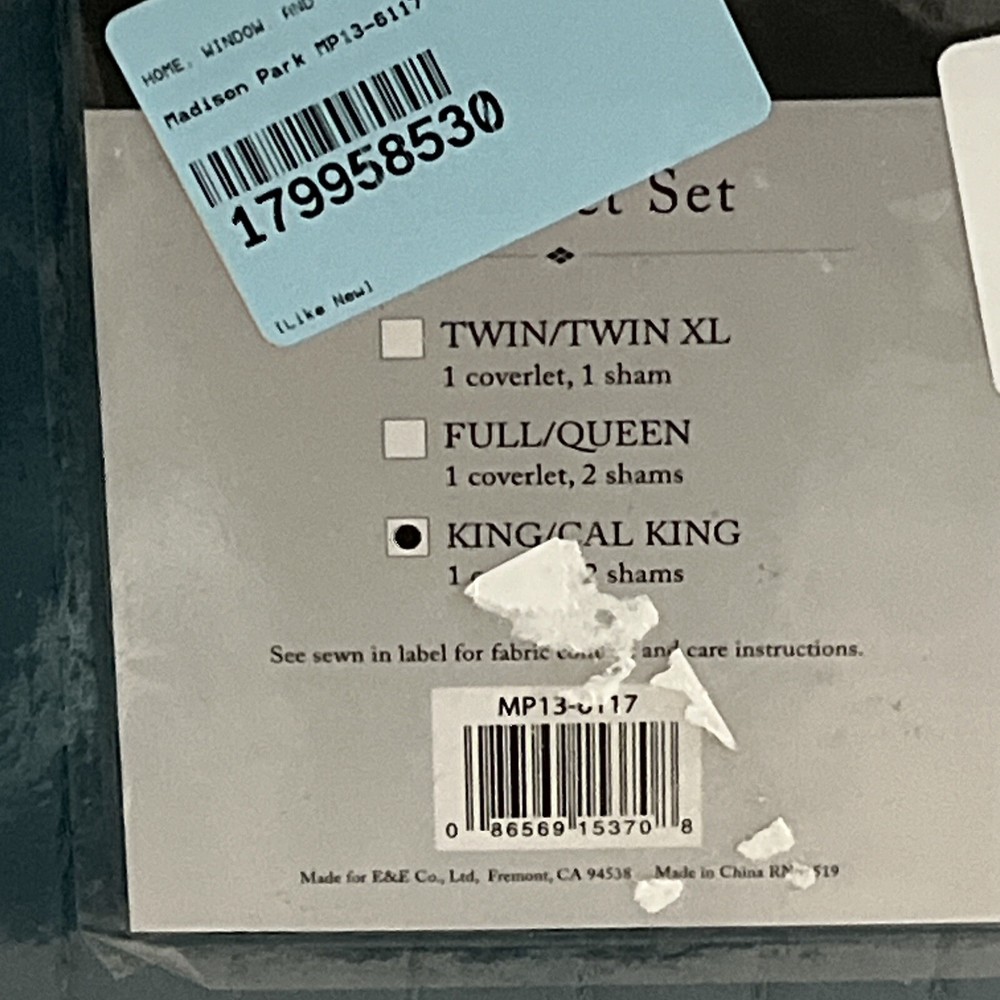 HOME, WINDOW AND
Madison Park MP13-6117
179958530
[Like New]
Set
TWIN/TWIN XL
1 coverlet, 1 sham
FULL/QUEEN
1 coverlet, 2 shams
KING/CAL KING
1 2 shams
See sewn in label for fabric and care instructions.
MP13-6117
0 86569 15370 8
Made for E&E Co., Ltd, Fremont, CA 94538 Made in China RN 519